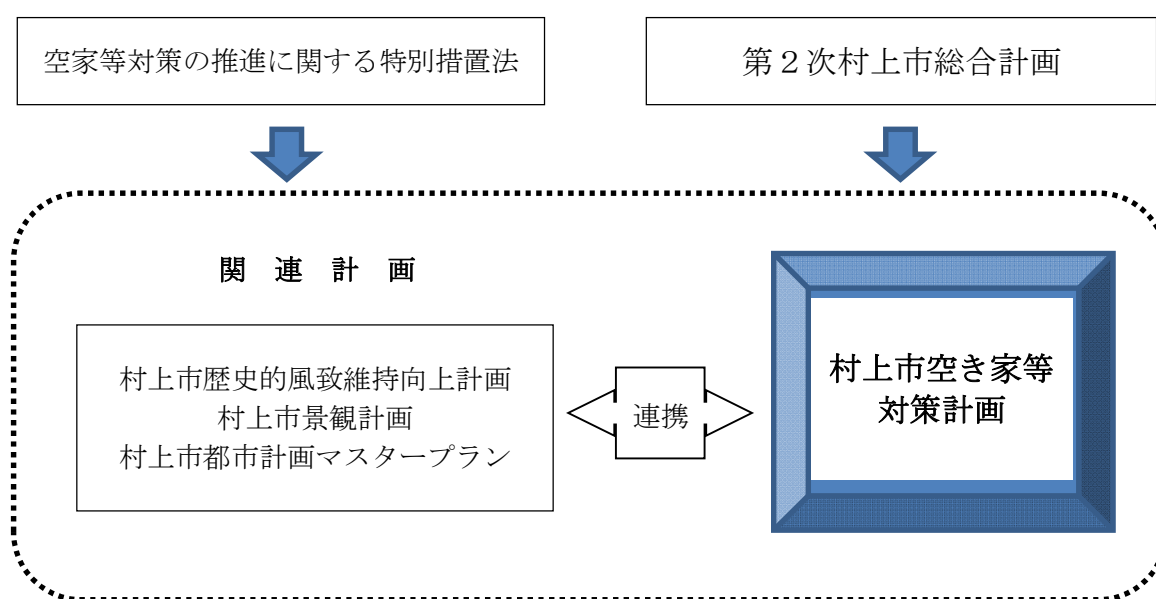 空家等対策の推進に関する特別措置法
第２次村上市総合計画
関連計画
村上市歴史的風致維持向上計画
村上市景観計画
村上市都市計画マスタープラン
連携
村上市空き家等
対策計画